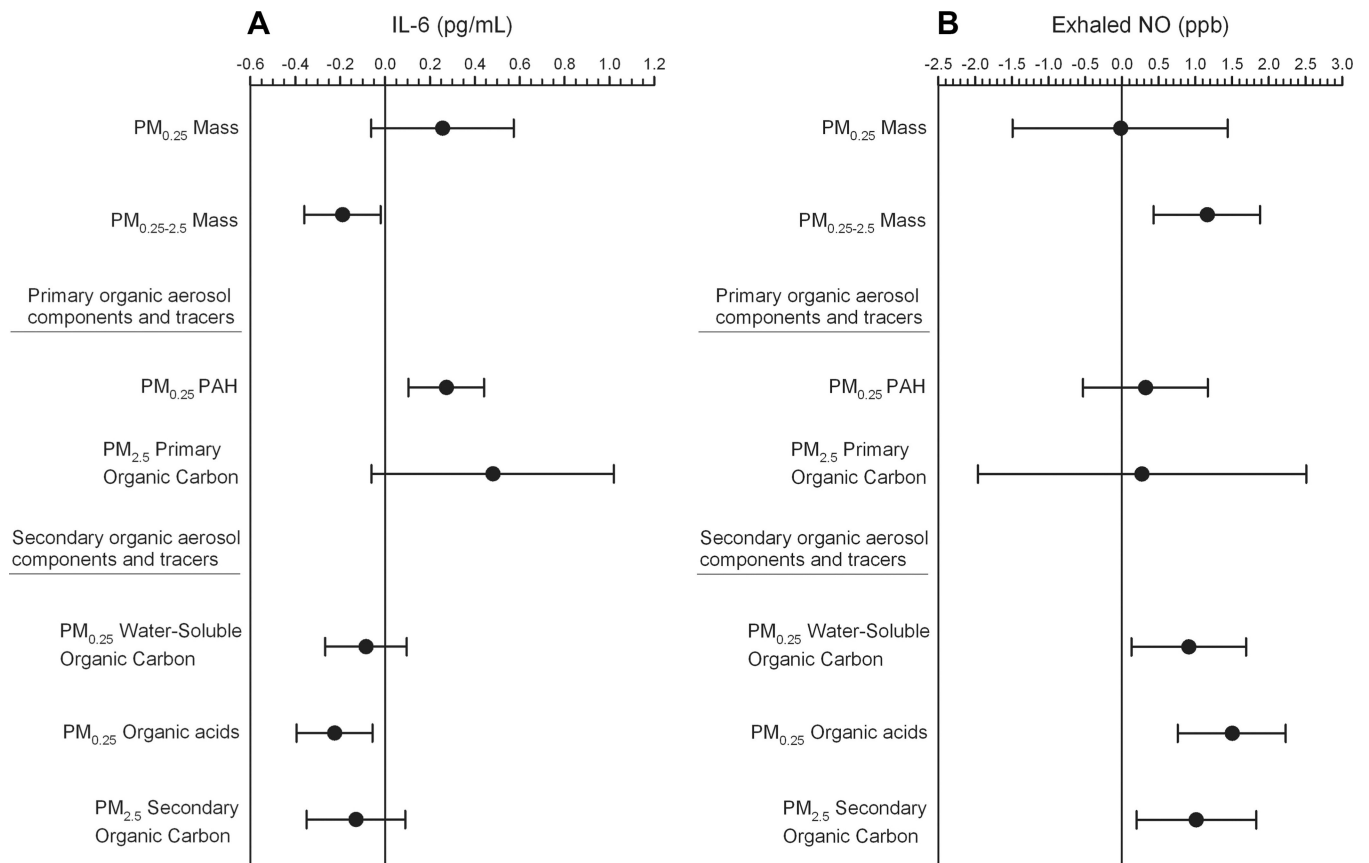 A IL-6 (pg/mL)
-0.6 -0.4 -0.2 0.0 0.2 0.4 0.6 0.8 1.0 1.2
PM0.25 Mass
PM0.25-2.5 Mass
Primary organic aerosol
components and tracers
PM0.25 PAH
PM2.5 Primary
Organic Carbon
Secondary organic aerosol
components and tracers
PM0.25 Water-Soluble
Organic Carbon
PM0.25 Organic acids
PM2.5 Secondary
Organic Carbon
B Exhaled NO (ppb)
-2.5 -2.0 -1.5 -1.0 -0.5 0.0 0.5 1.0 1.5 2.0 2.5 3.0
PM0.25 Mass
PM0.25-2.5 Mass
Primary organic aerosol
components and tracers
PM0.25 PAH
PM2.5 Primary
Organic Carbon
Secondary organic aerosol
components and tracers
PM0.25 Water-Soluble
Organic Carbon
PM0.25 Organic acids
PM2.5 Secondary
Organic Carbon